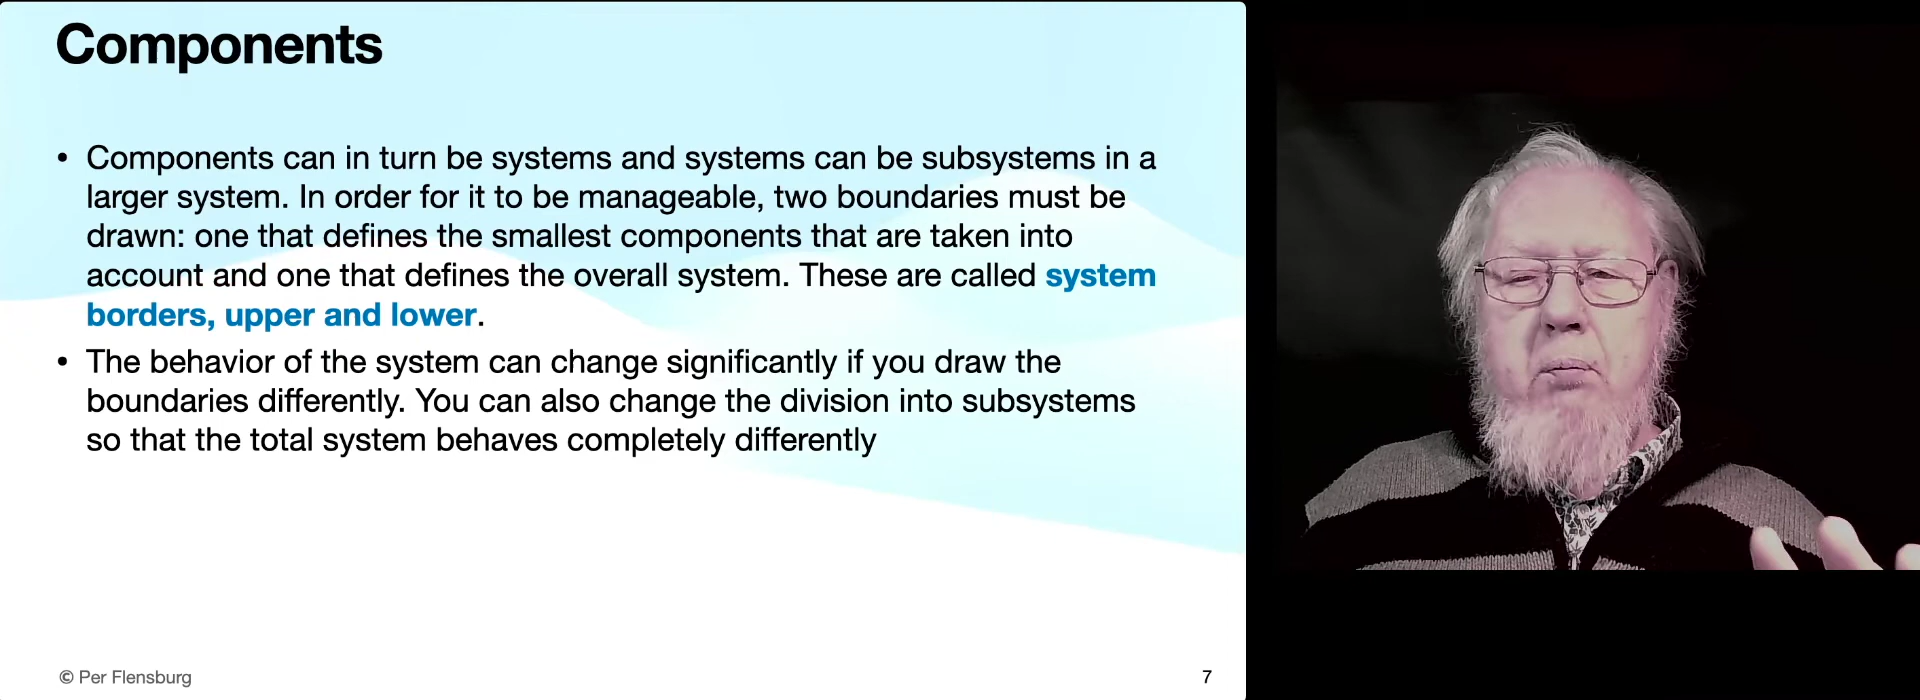 Components
• Components can in turn be systems and systems can be subsystems in a
larger system. In order for it to be manageable, two boundaries must be
drawn: one that defines the smallest components that are taken into
account and one that defines the overall system. These are called system
borders, upper and lower.
• The behavior of the system can change significantly if you draw the
boundaries differently. You can also change the division into subsystems
so that the total system behaves completely differently
© Per Flensburg
7